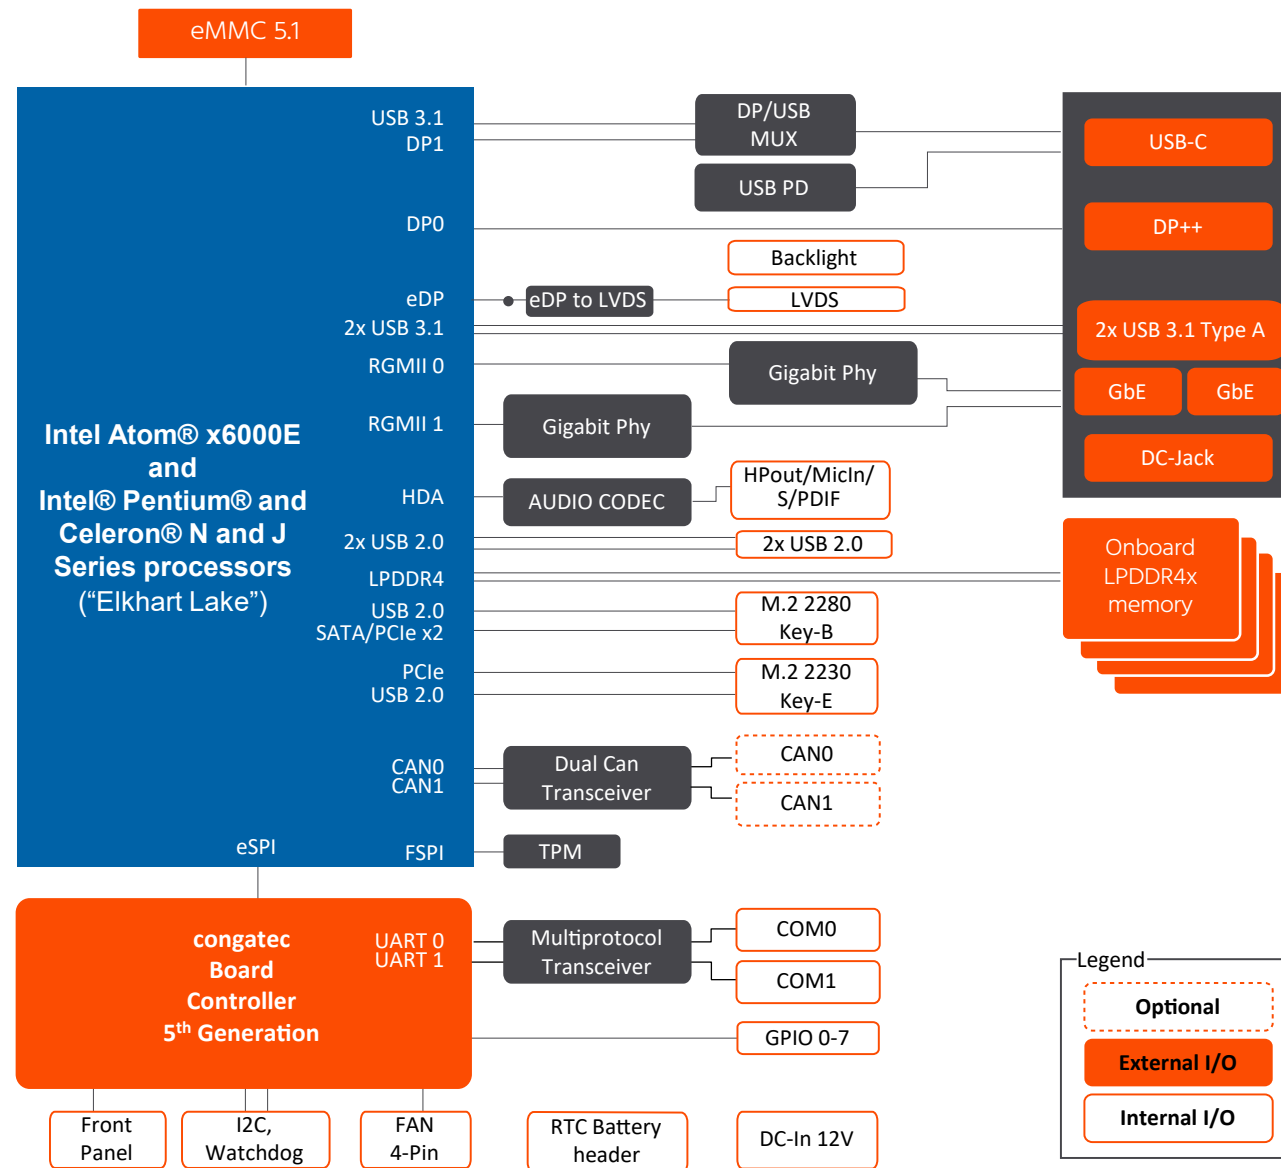 eMMC 5.1
USB 3.1
DP1
DP/USB
MUX
USB-C
USB PD
DP0
DP++
Backlight
eDP
eDP to LVDS
LVDS
2x USB 3.1
2x USB 3.1 Type A
RGMII 0
Gigabit Phy
GbE
GbE
RGMII 1
Gigabit Phy
DC-Jack
Intel Atom® x6000E
and
Intel® Pentium® and
Celeron® N and J
Series processors
(“Elkhart Lake”)
HDA
AUDIO CODEC
HPout/MicIn/
S/PDIF
2x USB 2.0
2x USB 2.0
LPDDR4
Onboard
LPDDR4x
memory
USB 2.0
SATA/PCIe x2
M.2 2280
Key-B
PCIe
USB 2.0
M.2 2230
Key-E
CAN0
CAN1
Dual Can
Transceiver
CAN0
CAN1
eSPI
FSPI
TPM
congatec
Board
Controller
5th Generation
UART 0
UART 1
Multiprotocol
Transceiver
COM0
COM1
GPIO 0-7
Legend
Optional
External I/O
Internal I/O
Front
Panel
I2C,
Watchdog
FAN
4-Pin
RTC Battery
header
DC-In 12V